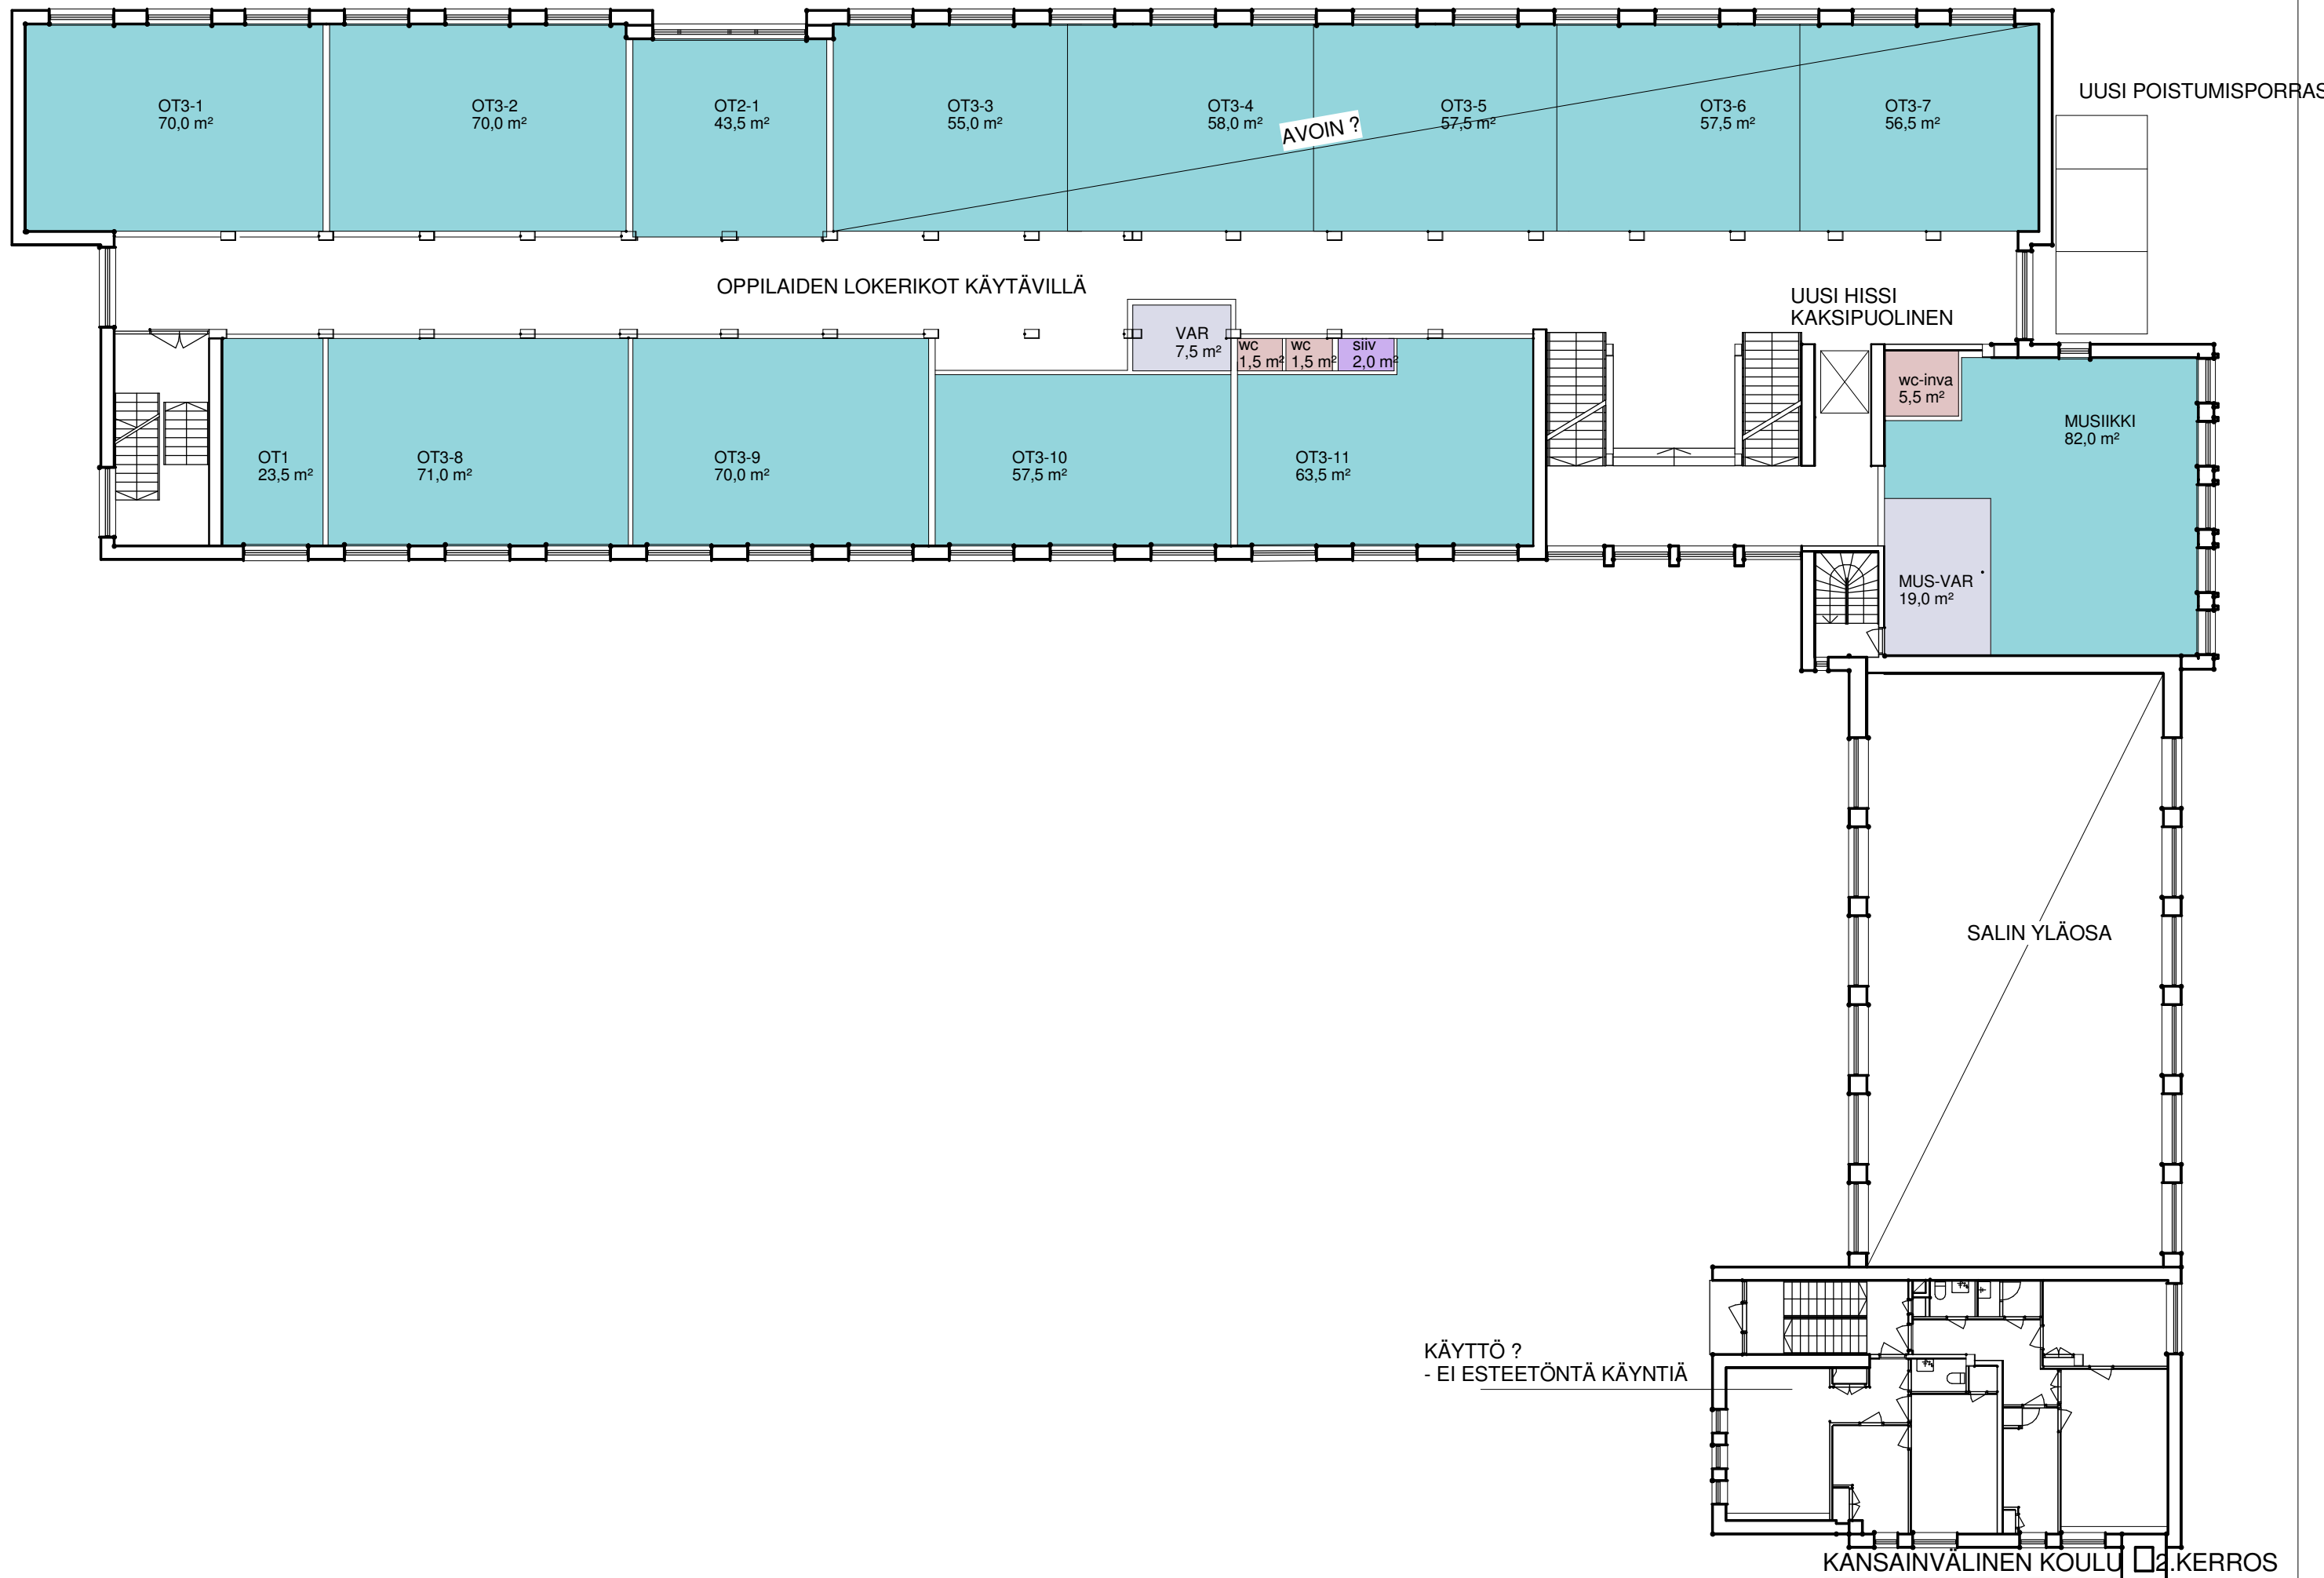 OT3-1
70,0 m²
OT3-2
70,0 m²
OT2-1
43,5 m²
OT3-3
55,0 m²
OT3-4
58,0 m²
OT3-5
57,5 m²
OT3-6
57,5 m²
OT3-7
56,5 m²
AVOIN ?
UUSI POISTUMISPORRAS
OPPILAIDEN LOKERIKOT KÄYTÄVILLÄ
UUSI HISSI
KAKSIPUOLINEN
VAR
7,5 m²
wc
1,5 m²
wc
1,5 m²
siiv
2,0 m²
wc-inva
5,5 m²
MUSIIKKI
82,0 m²
OT1
23,5 m²
OT3-8
71,0 m²
OT3-9
70,0 m²
OT3-10
57,5 m²
OT3-11
63,5 m²
MUS-VAR
19,0 m²
SALIN YLÄOSA
KÄYTTÖ ?
- EI ESTEETÖNTÄ KÄYNTIÄ
KANSAINVÄLINEN KOULU 2.KERROS